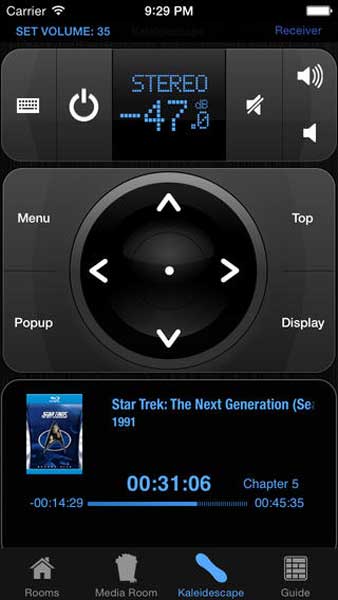 Carrier 9:29 PM
SET VOLUME: 35 Kaleidescape Receiver
STEREO
-47.0 dB
Menu Top
Popup Display
Star Trek: The Next Generation (Se
1991
STAR TREK
00:31:06 Chapter 5
-00:14:29 00:45:35
Rooms Media Room Kaleidescape Guide